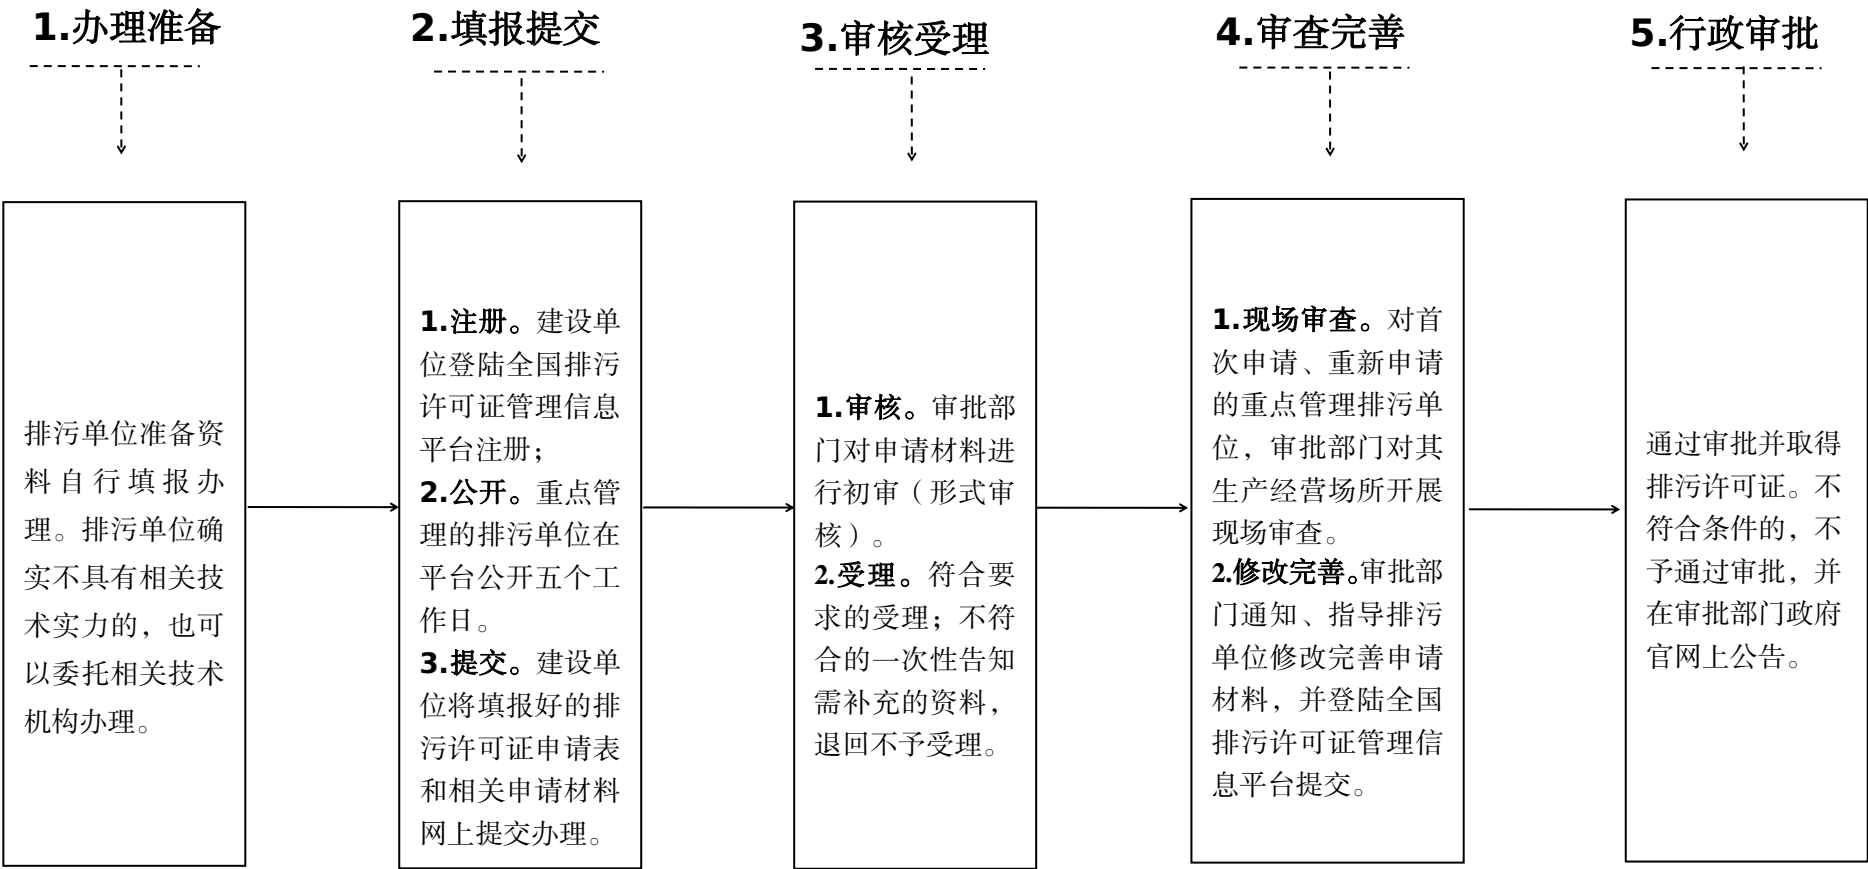 1.办理准备
2.填报提交
3.审核受理
4.审查完善
5.行政审批
排污单位准备资
料自行填报办
理。排污单位确
实不具有相关技
术实力的，也可
以委托相关技术
机构办理。
1.注册。建设单
位登陆全国排污
许可证管理信息
平台注册；
2.公开。重点管
理的排污单位在
平台公开五个工
作日。
3.提交。建设单
位将填报好的排
污许可证申请表
和相关申请材料
网上提交办理。
1.审核。审批部
门对申请材料进
行初审（形式审
核）。
2.受理。符合要
求的受理；不符
合的一次性告知
需补充的资料，
退回不予受理。
1.现场审查。对首
次申请、重新申请
的重点管理排污单
位，审批部门对其
生产经营场所开展
现场审查。
2.修改完善。审批部
门通知、指导排污
单位修改完善申请
材料，并登陆全国
排污许可证管理信
息平台提交。
通过审批并取得
排污许可证。不
符合条件的，不
予通过审批，并
在审批部门政府
官网上公告。